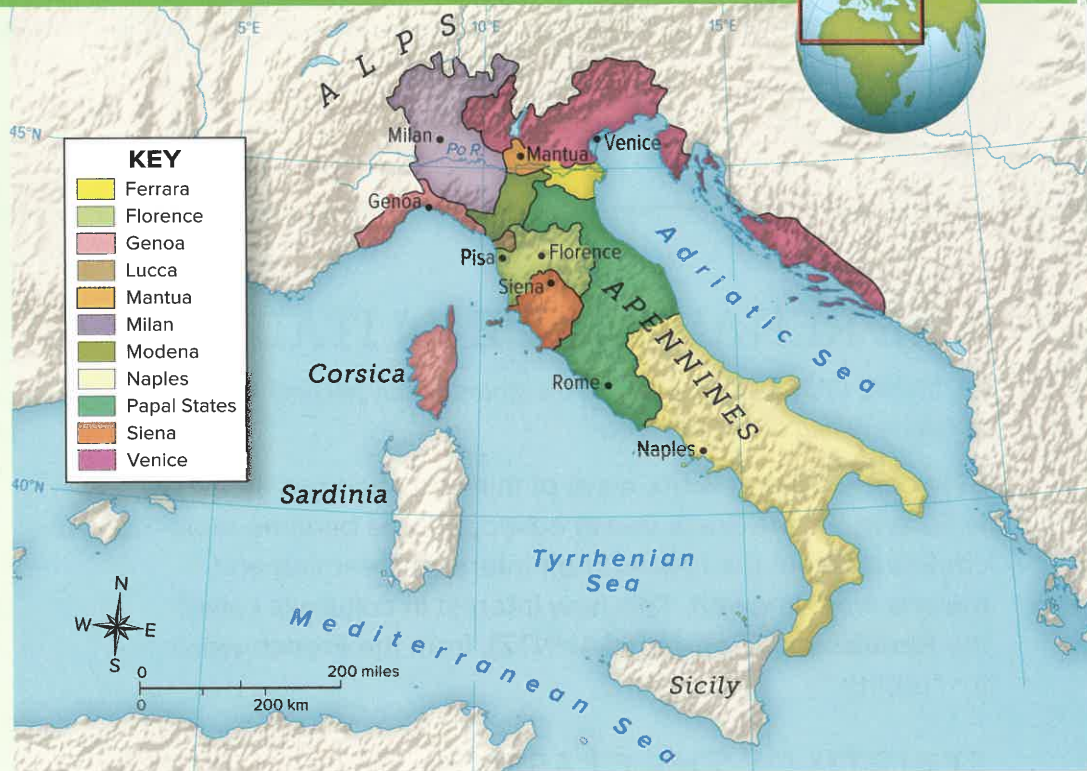 5°E
10°E
15°E
ALPS
45°N
Milan
Po R.
Mantua
Venice
KEY
Ferrara
Florence
Genoa
Lucca
Mantua
Milan
Modena
Naples
Papal States
Siena
Venice
Genoa
Pisa
Florence
Siena
Adriatic Sea
APENNINES
Corsica
Rome
Naples
40°N
Sardinia
Tyrrhenian
Sea
Mediterranean Sea
N
W
E
S
0
200 miles
0
200 km
Sicily